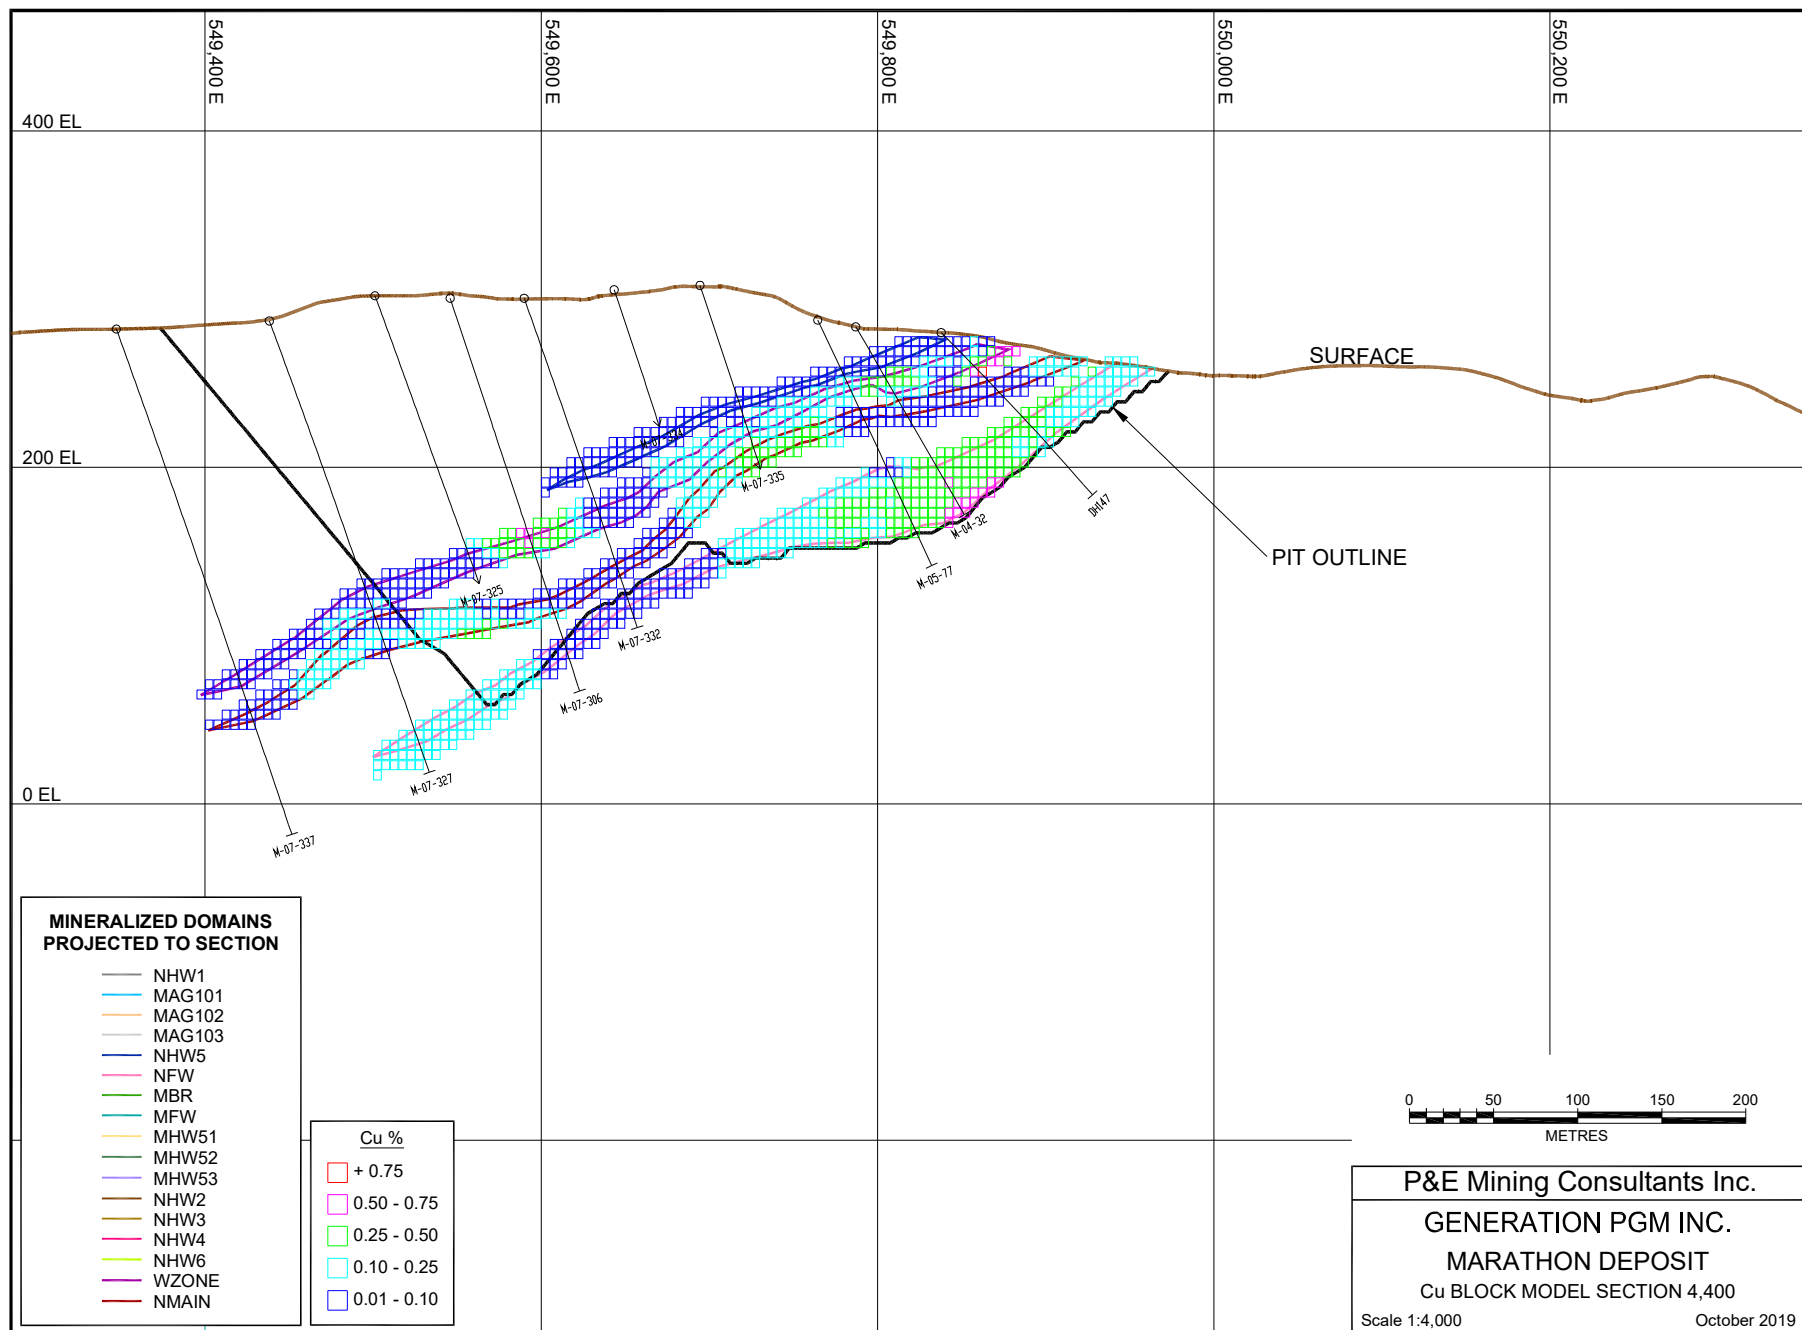 549,400 E
549,600 E
549,800 E
550,000 E
550,200 E
400 EL
SURFACE
M-07-334
200 EL
M-07-335
DH147
M-04-32
PIT OUTLINE
M-05-77
M-07-325
M-07-332
M-07-306
M-07-327
0 EL
M-07-337
MINERALIZED DOMAINS
PROJECTED TO SECTION
NHW1
MAG101
MAG102
MAG103
NHW5
NFW
MBR
MFW
MHW51
MHW52
MHW53
NHW2
NHW3
NHW4
NHW6
WZONE
NMAIN
Cu %
+ 0.75
0.50 - 0.75
0.25 - 0.50
0.10 - 0.25
0.01 - 0.10
0 50 100 150 200
METRES
P&E Mining Consultants Inc.
GENERATION PGM INC.
MARATHON DEPOSIT
Cu BLOCK MODEL SECTION 4,400
Scale 1:4,000 October 2019